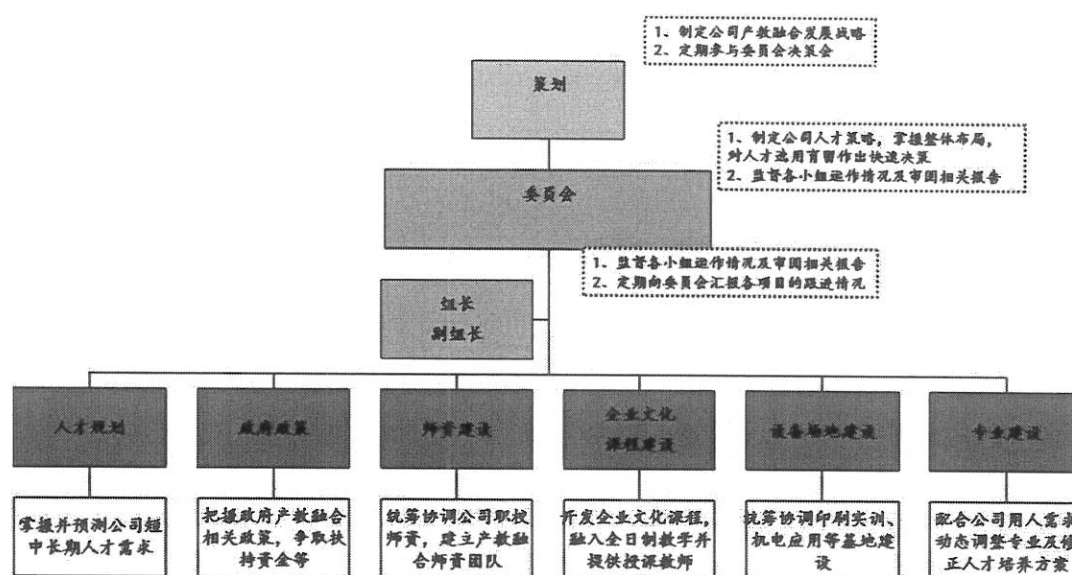 1、制定公司产教融合发展战略
2、定期参与委员会决策会
策划
1、制定公司人才策略，掌握整体布局，
对人才选用育留作出快速决策
2、监督各小组运作情况及审阅相关报告
委员会
1、监督各小组运作情况及审阅相关报告
2、定期向委员会汇报各项目的跟进情况
组长
副组长
人才规划
政府政策
师资建设
企业文化
课程建设
设备场地建设
专业建设
掌握并预测公司短
中长期人才需求
把握政府产教融合
相关政策，争取扶
持资金等
统筹协调公司职校
师资，建立产教融
合师资团队
开发企业文化课程，
融入全日制教学并
提供授课教师
统筹协调印刷实训、
机电应用等基地建
设
配合公司用人需求
动态调整专业及修
正人才培养方案